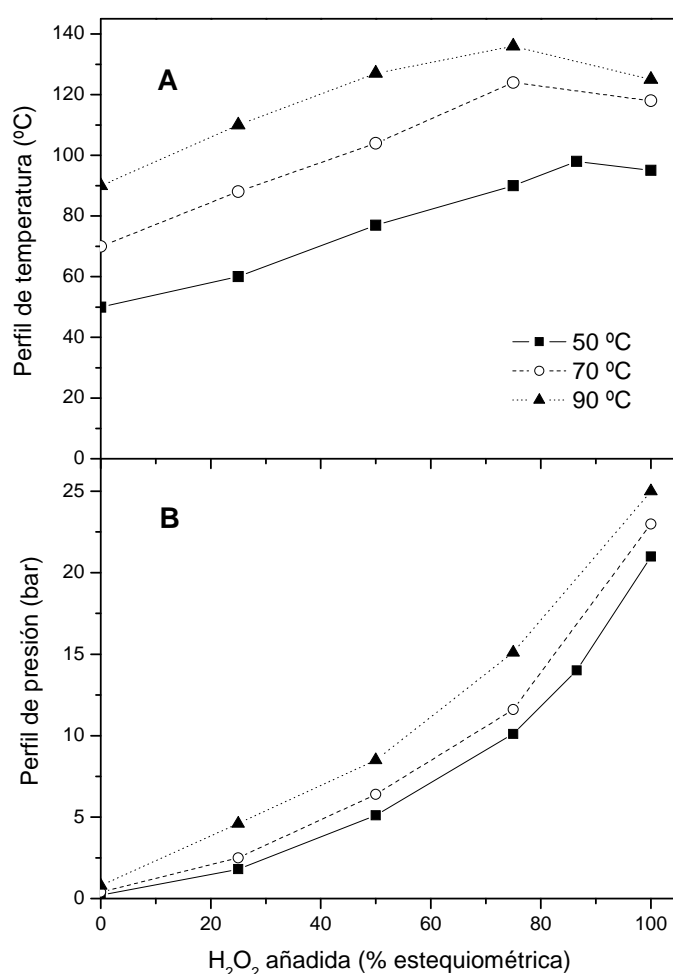 140
A
120
100
80
60
40
20
0
Perfil de temperatura (ºC)
50 ºC
70 ºC
90 ºC
25
B
20
15
10
5
0
Perfil de presión (bar)
0 20 40 60 80 100
H₂O₂ añadida (% estequiométrica)